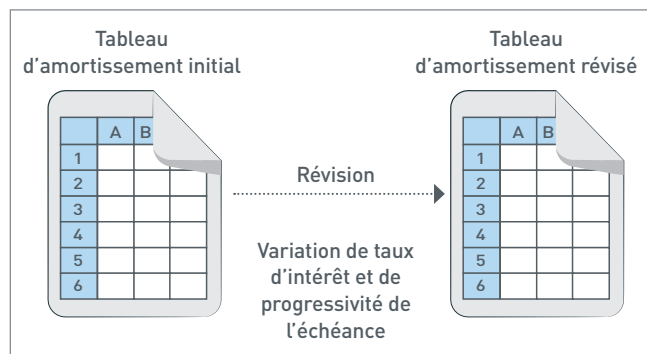 Tableau
d’amortissement initial
A B
1
2
3
4
5
6
Révision
Variation de taux
d’intérêt et de
progressivité de
l’échéance
Tableau
d’amortissement révisé
A B
1
2
3
4
5
6